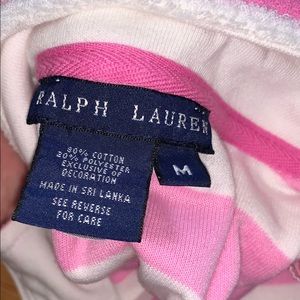 RALPH LAUREN
80% COTTON
20% POLYESTER
EXCLUSIVE OF
DECORATION
MADE IN SRI LANKA
SEE REVERSE
FOR CARE
M